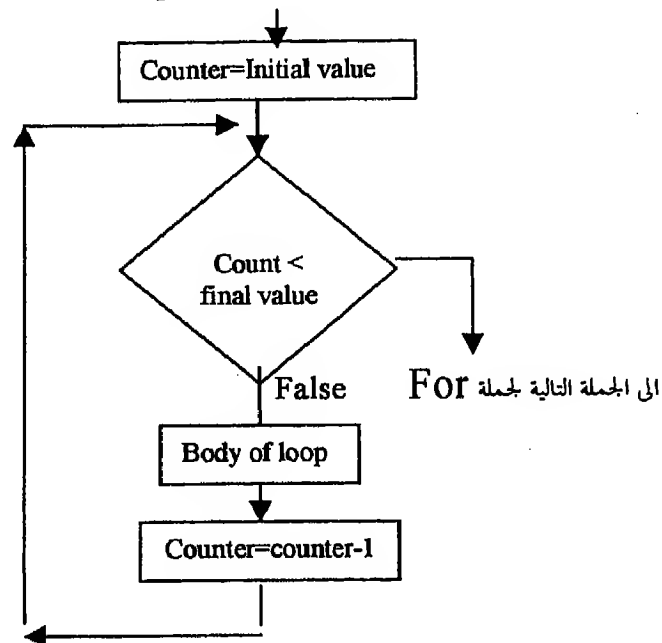 Counter=Initial value
Count <
final value
False
الى الجملة التالية لجملة For
Body of loop
Counter=counter-1